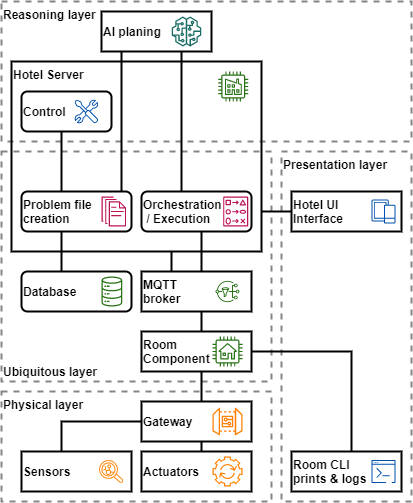 Reasoning layer
AI planing
Hotel Server
Control
Presentation layer
Problem file
creation
Orchestration
/ Execution
Hotel UI
Interface
Database
MQTT
broker
Room
Component
Ubiquitous layer
Physical layer
Gateway
Sensors
Actuators
Room CLI
prints & logs